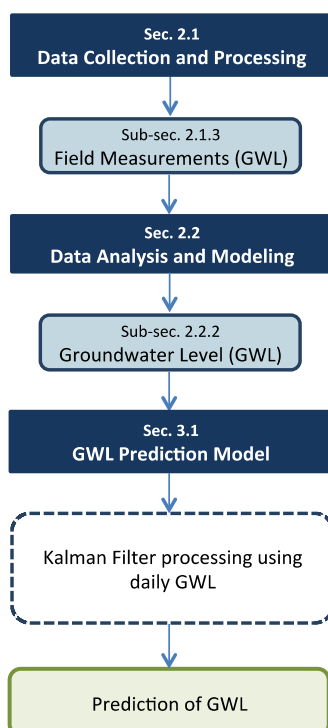 Sec. 2.1
Data Collection and Processing
Sub-sec. 2.1.3
Field Measurements (GWL)
Sec. 2.2
Data Analysis and Modeling
Sub-sec. 2.2.2
Groundwater Level (GWL)
Sec. 3.1
GWL Prediction Model
Kalman Filter processing using
daily GWL
Prediction of GWL